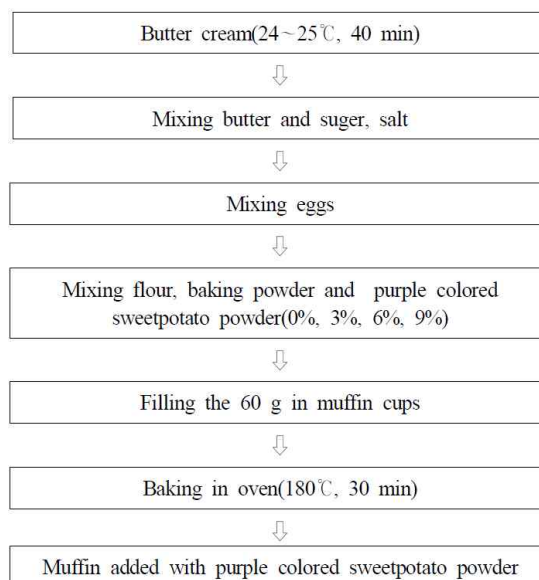 Butter cream(24~25℃, 40 min)
Mixing butter and suger, salt
Mixing eggs
Mixing flour, baking powder and purple colored
sweetpotato powder(0%, 3%, 6%, 9%)
Filling the 60 g in muffin cups
Baking in oven(180℃, 30 min)
Muffin added with purple colored sweetpotato powder